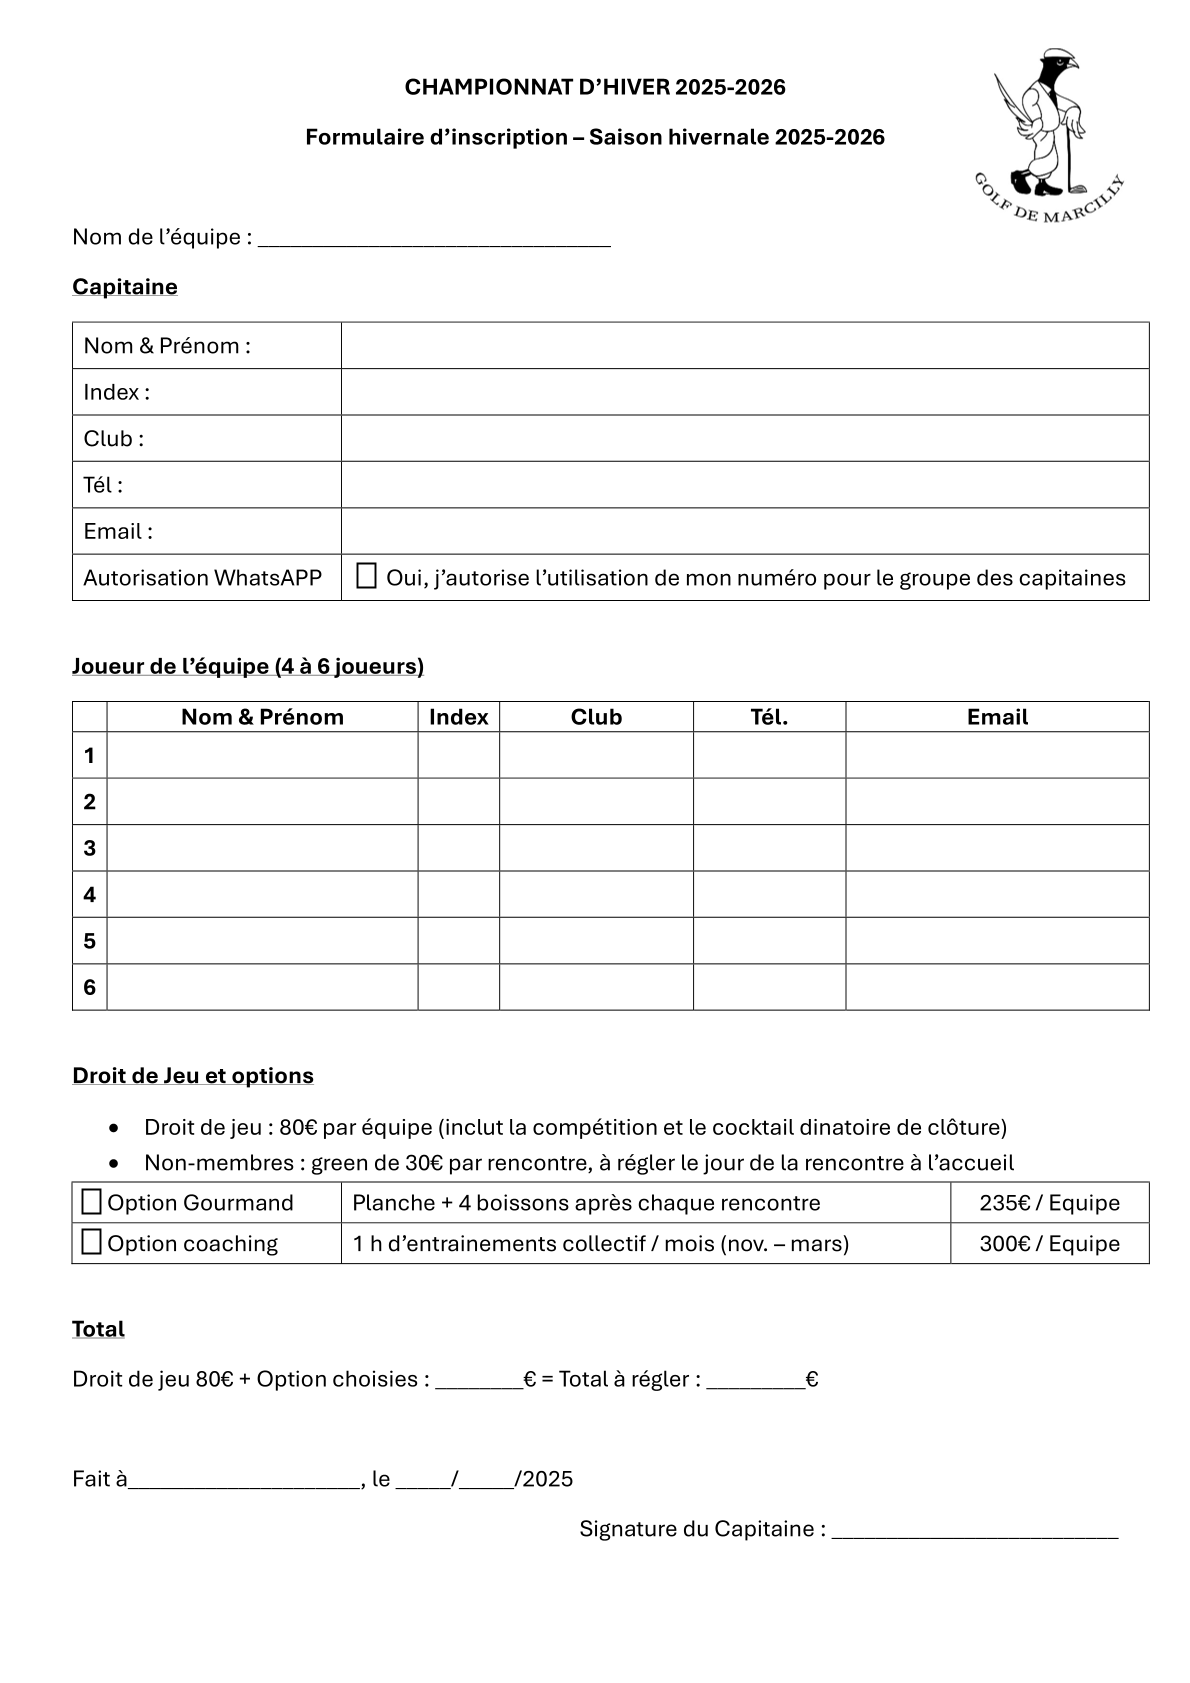 CHAMPIONNAT D’HIVER 2025-2026
Formulaire d’inscription – Saison hivernale 2025-2026
GOLF DE MARCILLY
Nom de l’équipe : ________________________________
Capitaine
Nom & Prénom :
Index :
Club :
Tél :
Email :
Autorisation WhatsAPP ☐ Oui, j’autorise l’utilisation de mon numéro pour le groupe des capitaines
Joueur de l’équipe (4 à 6 joueurs)
Nom & Prénom Index Club Tél. Email
1
2
3
4
5
6
Droit de Jeu et options
• Droit de jeu : 80€ par équipe (inclut la compétition et le cocktail dinatoire de clôture)
• Non-membres : green de 30€ par rencontre, à régler le jour de la rencontre à l’accueil
☐ Option Gourmand Planche + 4 boissons après chaque rencontre 235€ / Equipe
☐ Option coaching 1 h d’entrainements collectif / mois (nov. – mars) 300€ / Equipe
Total
Droit de jeu 80€ + Option choisies : ________€ = Total à régler : _________€
Fait à_____________________, le _____/_____/2025
Signature du Capitaine : __________________________